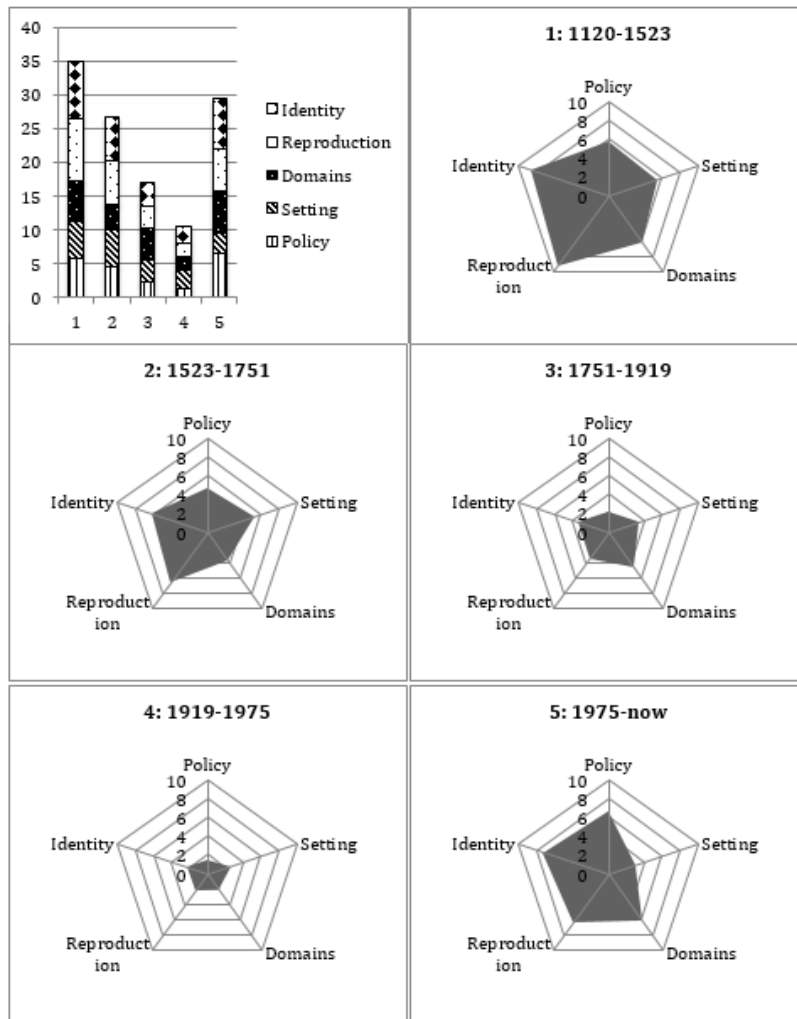 40
35
30
25
20
15
10
5
0
1 2 3 4 5
Identity
Reproduction
Domains
Setting
Policy
1: 1120-1523
Policy
10
8
6
4
2
0
Setting
Domains
Reproduct
ion
Identity
2: 1523-1751
Policy
10
8
6
4
2
0
Setting
Domains
Reproduct
ion
Identity
3: 1751-1919
Policy
10
8
6
4
2
0
Setting
Domains
Reproduct
ion
Identity
4: 1919-1975
Policy
10
8
6
4
2
0
Setting
Domains
Reproduct
ion
Identity
5: 1975-now
Policy
10
8
6
4
2
0
Setting
Domains
Reproduct
ion
Identity